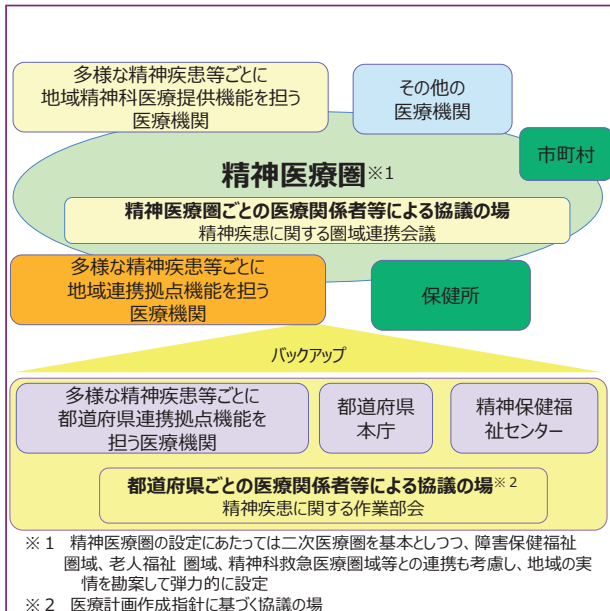 多様な精神疾患等ごとに
地域精神科医療提供機能を担う
医療機関
その他の
医療機関
市町村
精神医療圏※1
精神医療圏ごとの医療関係者等による協議の場
精神疾患に関する圏域連携会議
多様な精神疾患等ごとに
地域連携拠点機能を担う
医療機関
保健所
バックアップ
多様な精神疾患等ごとに
都道府県連携拠点機能を
担う医療機関
都道府県
本庁
精神保健福
祉センター
都道府県ごとの医療関係者等による協議の場※2
精神疾患に関する作業部会
※1 精神医療圏の設定にあたっては二次医療圏を基本としつつ、障害保健福祉
圏域、老人福祉 圏域、精神科救急医療圏域等との連携も考慮し、地域の実
情を勘案して弾力的に設定
※2 医療計画作成指針に基づく協議の場